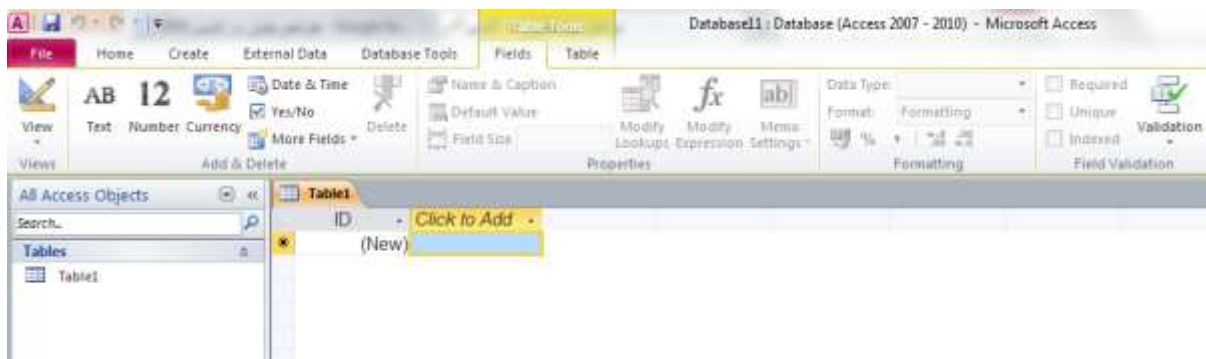 Database11 : Database (Access 2007 - 2010) - Microsoft Access
File Home Create External Data Database Tools Fields Table
View
Views
AB Text
12 Number
Currency
Date & Time
Yes/No
More Fields
Delete
Add & Delete
Name & Caption
Default Value
Field Size
Modify Lookups
fx Modify Expression
ab Memo Settings
Properties
Data Type:
Format: Formatting
%
Formatting
Required
Unique
Indexed
Validation
Field Validation
All Access Objects
Search...
Tables
Table1
Table1
ID Click to Add
(New)